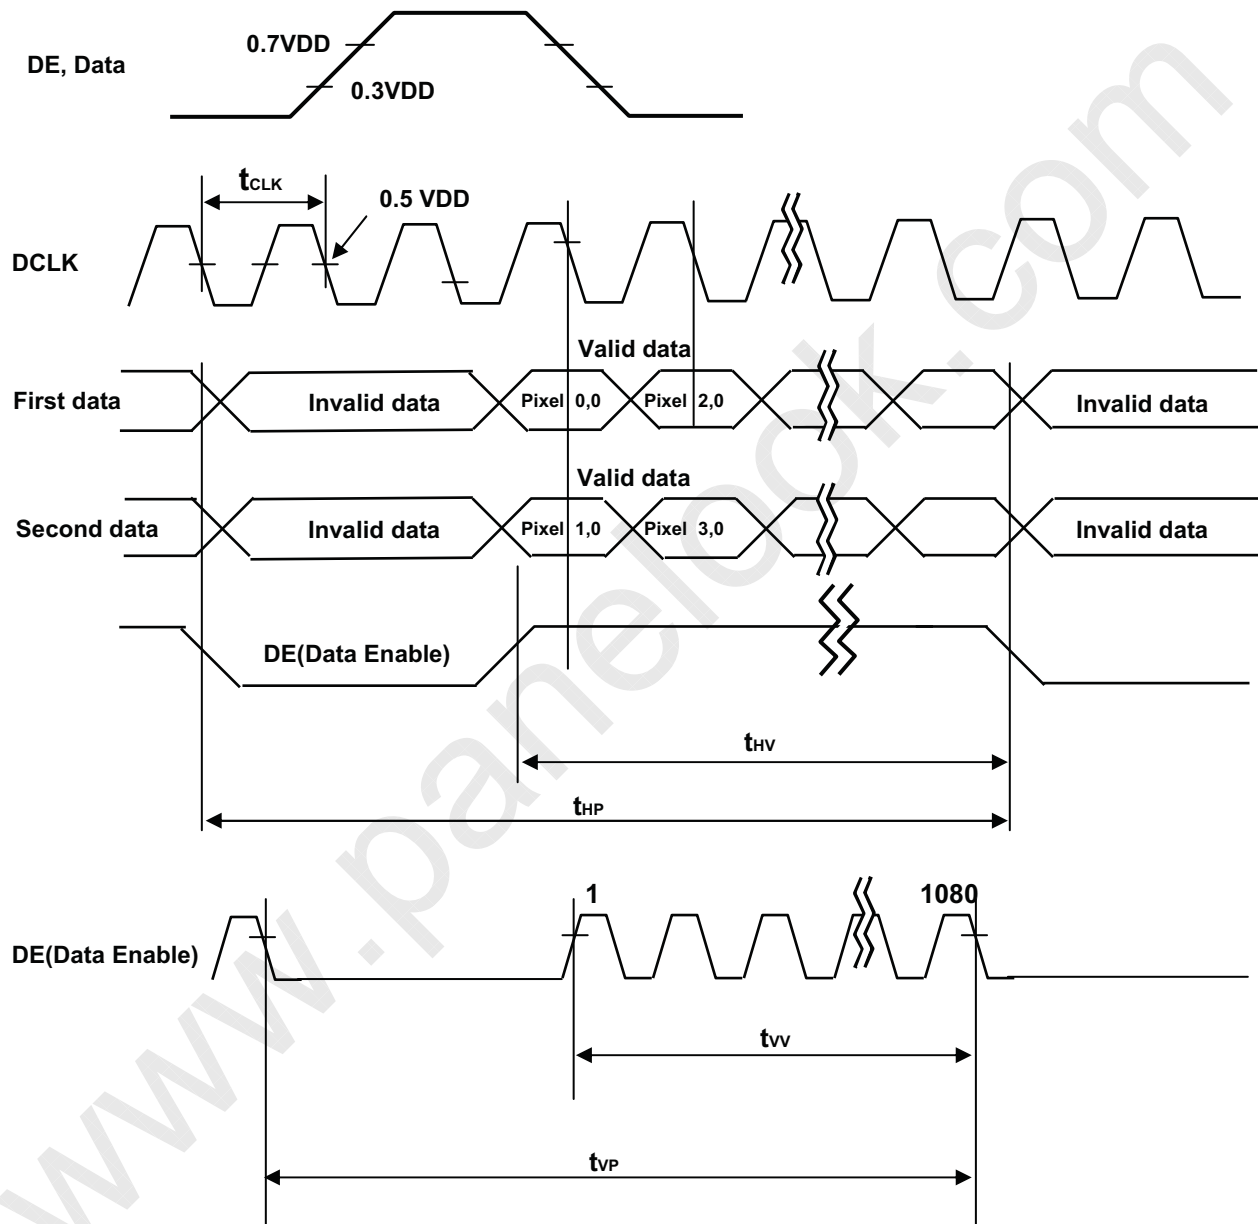 0.7VDD
DE, Data
0.3VDD
tCLK
0.5 VDD
DCLK
Valid data
First data
Invalid data
Pixel 0,0
Pixel 2,0
Invalid data
Valid data
Second data
Invalid data
Pixel 1,0
Pixel 3,0
Invalid data
DE(Data Enable)
tHV
tHP
1
1080
DE(Data Enable)
tVV
tVP
www.panelook.com